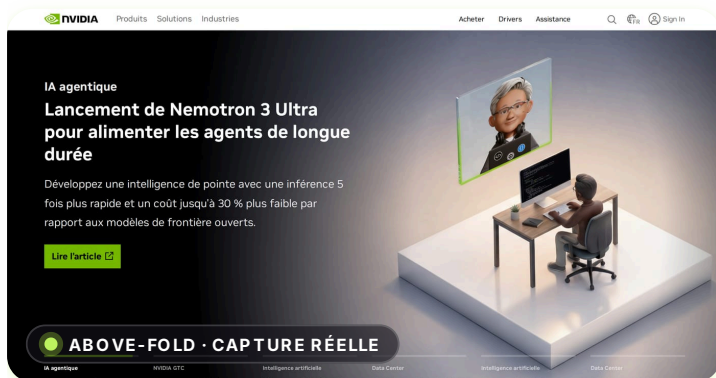 NVIDIA Produits Solutions Industries Acheter Drivers Assistance FR Sign In
IA agentique
Lancement de Nemotron 3 Ultra
pour alimenter les agents de longue
durée
Développez une intelligence de pointe avec une inférence 5
fois plus rapide et un coût jusqu'à 30 % plus faible par
rapport aux modèles de frontière ouverts.
Lire l'article
ABOVE-FOLD · CAPTURE RÉELLE
IA agentique NVIDIA GTC Intelligence artificielle Data Center Intelligence artificielle Data Center